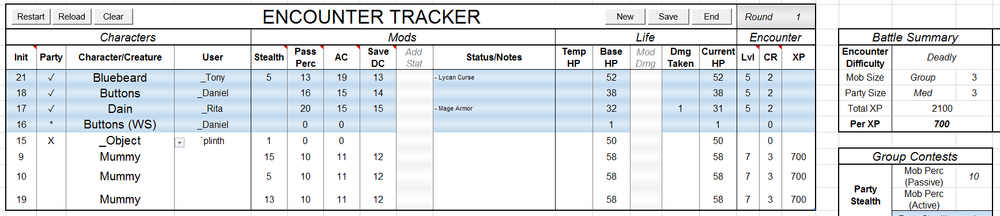 Restart Reload Clear ENCOUNTER TRACKER New Save End Round 1
Characters Mods Life Encounter
Init Party Character/Creature User Stealth Pass Perc AC Save DC Add Stat Status/Notes Temp HP Base HP Mod Dmg Dmg Taken Current HP Lvl CR XP
21 ✓ Bluebeard _Tony 5 13 19 13 - Lycan Curse 52 52 5 2
18 ✓ Buttons _Daniel 16 15 14 38 38 5 2
17 ✓ Dain _Rita 20 15 15 - Mage Armor 32 1 31 5 2
16 * Buttons (WS) _Daniel 0 0 1 1 0
15 X _Object `plinth 1 0 0 50 50 0
9 Mummy 15 10 11 12 58 58 7 3 700
10 Mummy 5 10 11 12 58 58 7 3 700
19 Mummy 13 10 11 12 58 58 7 3 700
Battle Summary
Encounter Difficulty Deadly
Mob Size Group 3
Party Size Med 3
Total XP 2100
Per XP 700
Group Contests
Party Stealth
Mob Perc (Passive) 10
Mob Perc (Active)